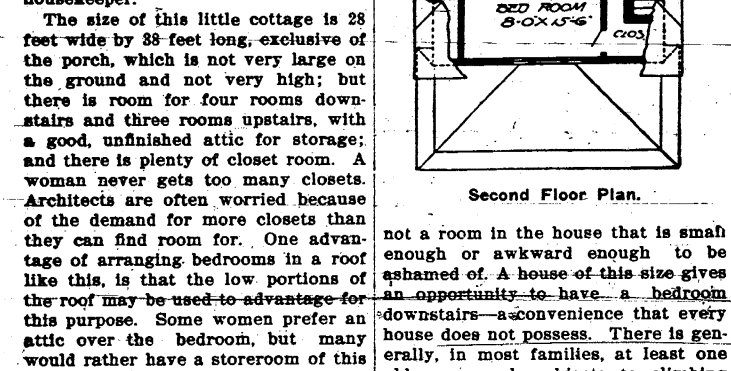 housekeeper.
The size of this little cottage is 28
feet wide by 38 feet long, exclusive of
the porch, which is not very large on
the ground and not very high; but
there is room for four rooms down-
stairs and three rooms upstairs, with
a good, unfinished attic for storage;
and there is plenty of closet room. A
woman never gets too many closets.
Architects are often worried because
of the demand for more closets than
they can find room for. One advan-
tage of arranging bedrooms in a roof
like this, is that the low portions of
the roof may be used to advantage for
this purpose. Some women prefer an
attic over the bedroom, but many
would rather have a storeroom of this
BED ROOM
8-0"X15-6"
CLOS.
Second Floor Plan.
not a room in the house that is small
enough or awkward enough to be
ashamed of. A house of this size gives
an opportunity to have a bedroom
downstairs—a convenience that every
house does not possess. There is gen-
erally, in most families, at least one